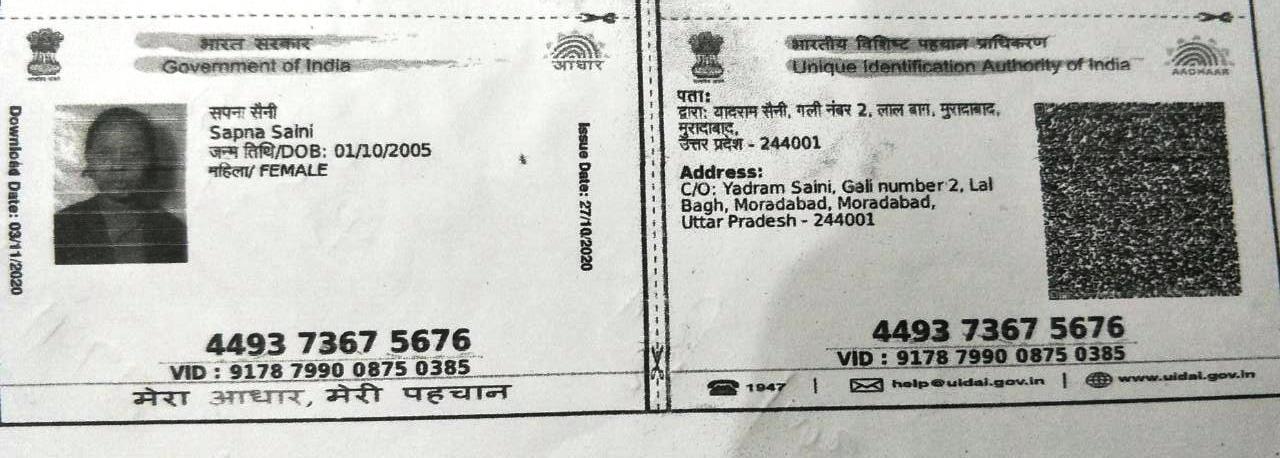 भारत सरकार
Government of India
आधार
Download Date: 03/11/2020
सपना सैनी
Sapna Saini
जन्म तिथि/DOB: 01/10/2005
महिला/ FEMALE
Issue Date: 27/10/2020
4493 7367 5676
VID : 9178 7990 0875 0385
मेरा आधार, मेरी पहचान
भारतीय विशिष्ट पहचान प्राधिकरण
Unique Identification Authority of India
AADHAAR
पता:
द्वारा: यादराम सैनी, गली नंबर 2, लाल बाग, मुरादाबाद,
मुरादाबाद,
उत्तर प्रदेश - 244001
Address:
C/O: Yadram Saini, Gali number 2, Lal
Bagh, Moradabad, Moradabad,
Uttar Pradesh - 244001
4493 7367 5676
VID : 9178 7990 0875 0385
1947 | help@uidai.gov.in | www.uidai.gov.in